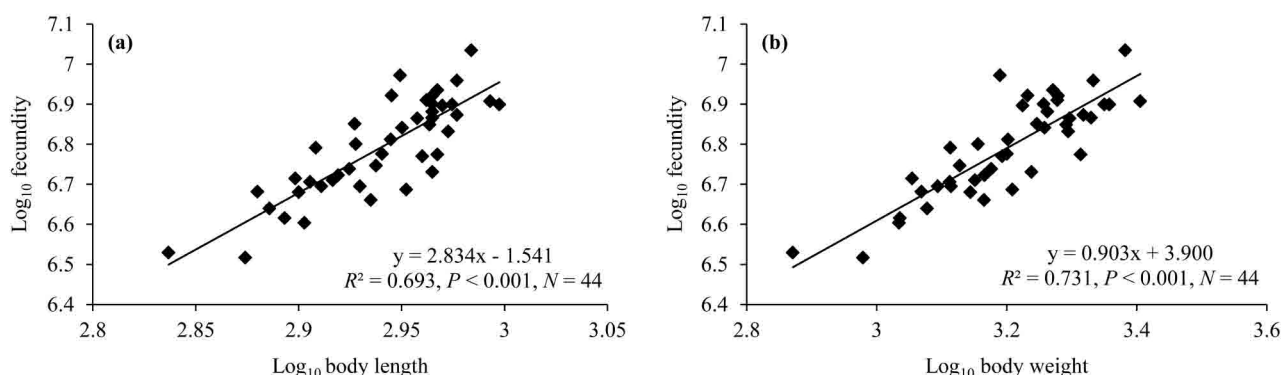 (a)
7.1
7
6.9
6.8
6.7
6.6
6.5
6.4
Log₁₀ fecundity
y = 2.834x - 1.541
R² = 0.693, P < 0.001, N = 44
2.8 2.85 2.9 2.95 3 3.05
Log₁₀ body length
(b)
7.1
7
6.9
6.8
6.7
6.6
6.5
6.4
Log₁₀ fecundity
y = 0.903x + 3.900
R² = 0.731, P < 0.001, N = 44
2.8 3 3.2 3.4 3.6
Log₁₀ body weight